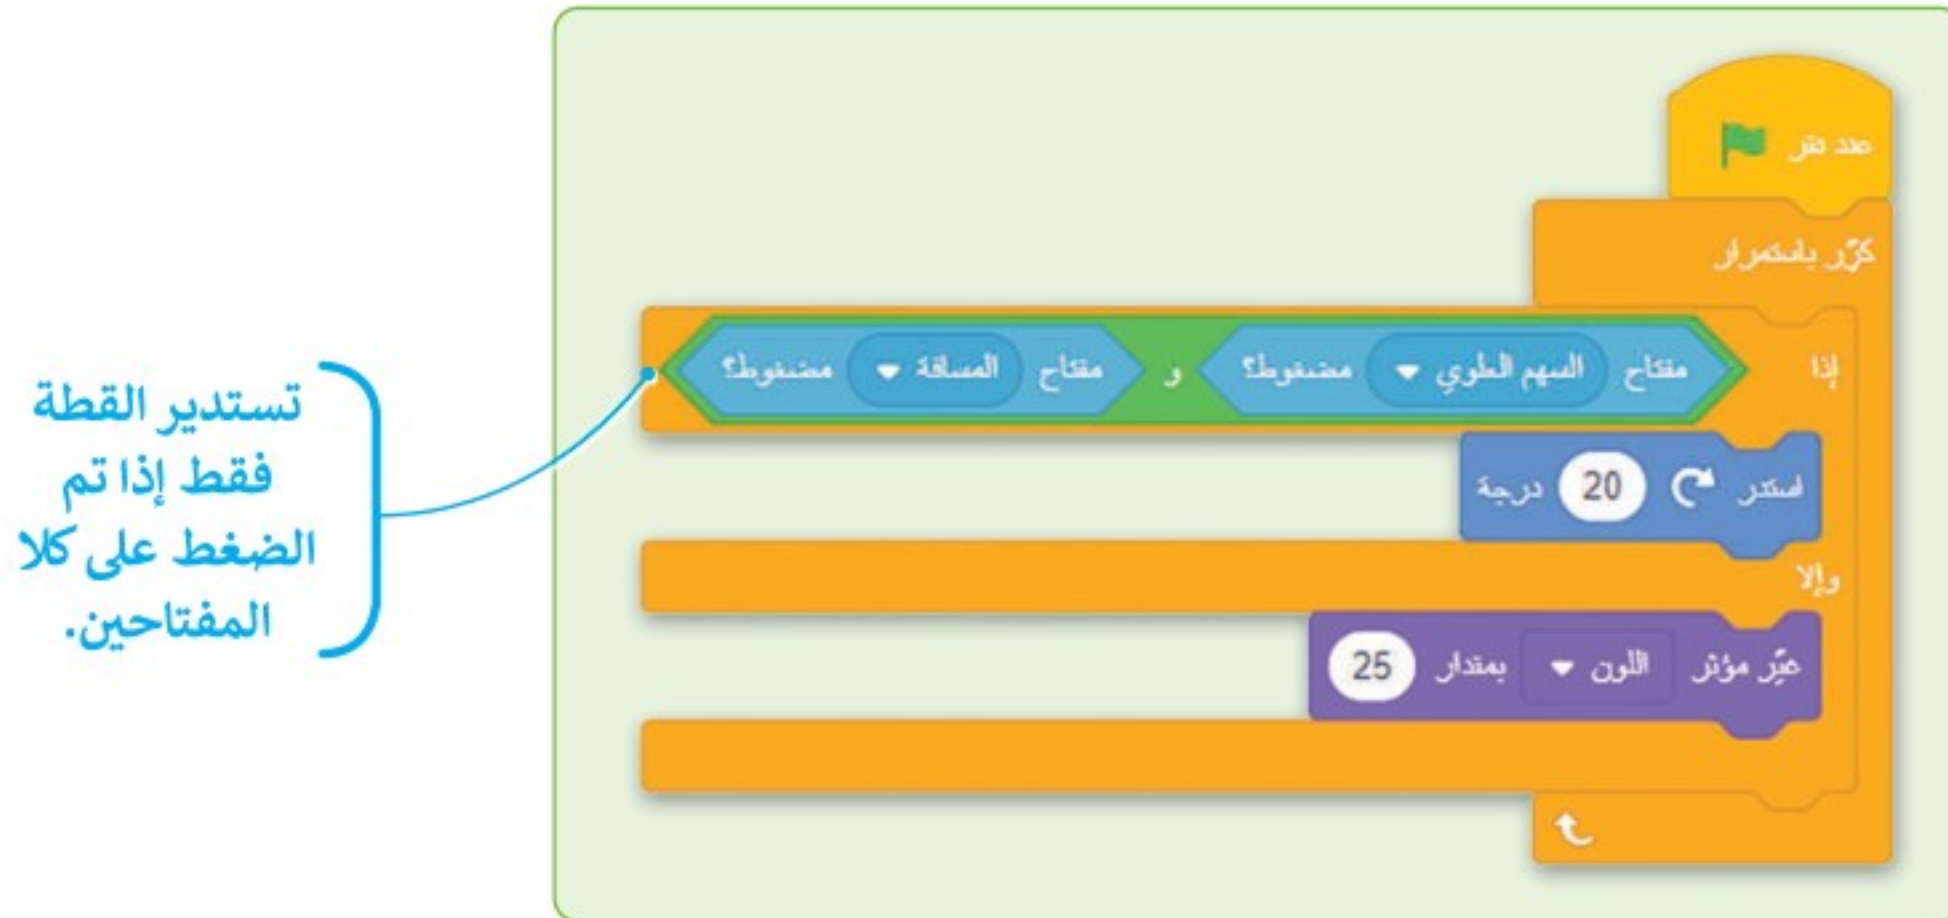 عند نقر
كرّر باستمرار
إذا مفتاح السهم العلوي مضغوط؟ و مفتاح المسافة مضغوط؟
استدر 20 درجة
وإلا
غيّر مؤثر اللون بمقدار 25
تستدير القطة
فقط إذا تم
الضغط على كلا
المفتاحين.